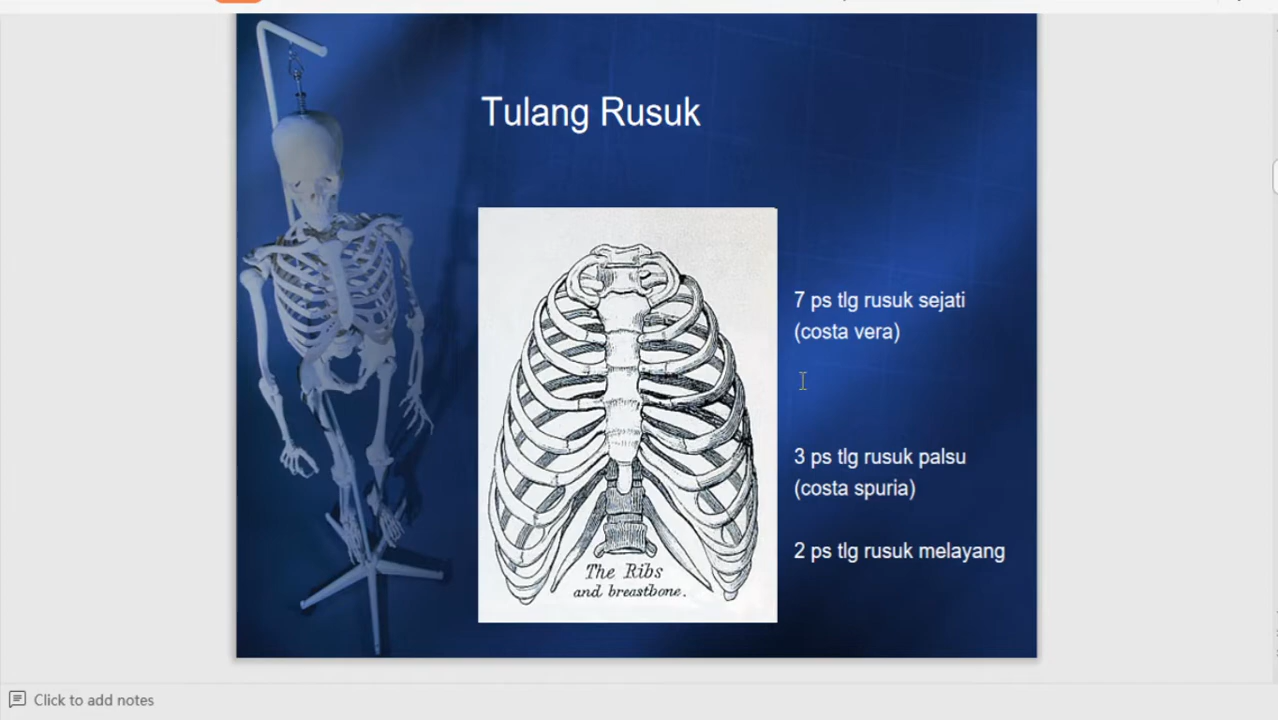 Tulang Rusuk
7 ps tlg rusuk sejati
(costa vera)
3 ps tlg rusuk palsu
(costa spuria)
2 ps tlg rusuk melayang
The Ribs
and breastbone.
Click to add notes